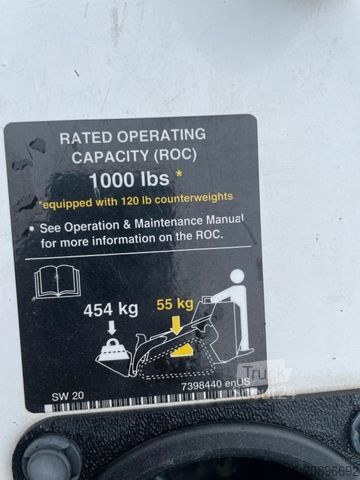 RATED OPERATING
CAPACITY (ROC)
1000 lbs *
*equipped with 120 lb counterweights
• See Operation & Maintenance Manual
for more information on the ROC.
454 kg
55 kg
SW 20
7398440 enUS